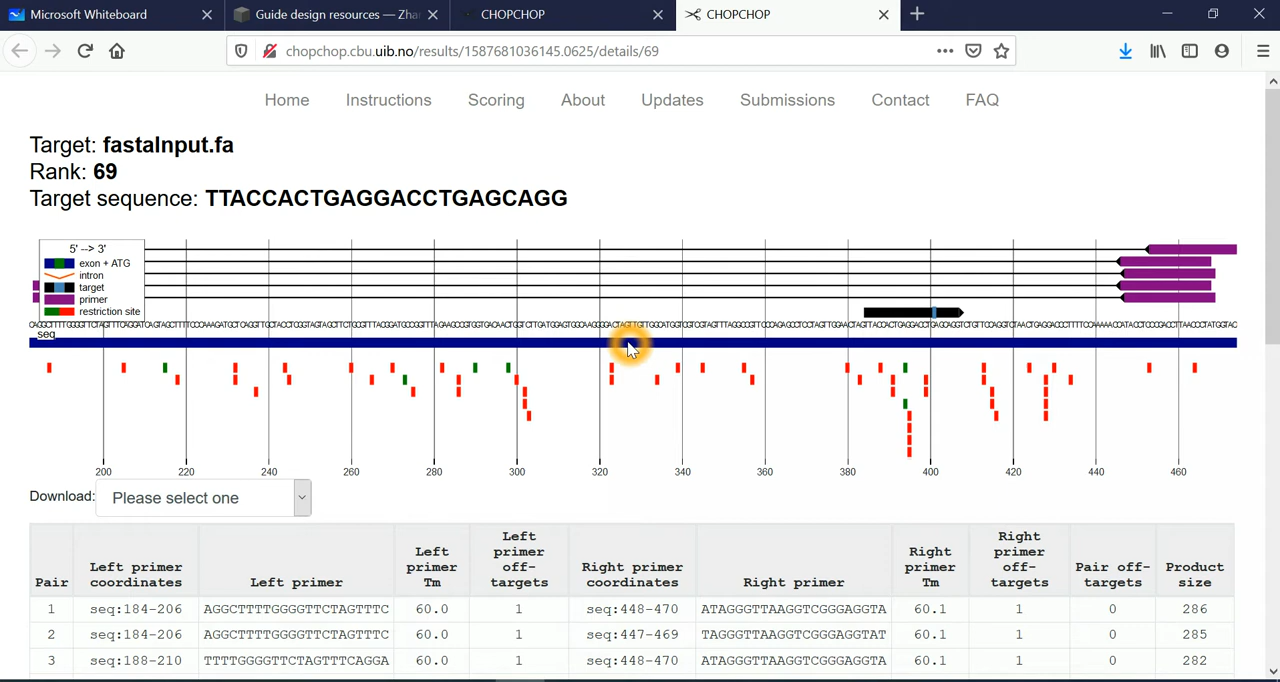 Microsoft Whiteboard
Guide design resources — Zha
CHOPCHOP
CHOPCHOP
chopchop.cbu.uib.no/results/1587681036145.0625/details/69
Home Instructions Scoring About Updates Submissions Contact FAQ
Target: fastaInput.fa
Rank: 69
Target sequence: TTACCACTGAGGACCTGAGCAGG
5' --> 3'
exon + ATG
intron
target
primer
restriction site
seq
200 220 240 260 280 300 320 340 360 380 400 420 440 460
Download: Please select one
Pair Left primer coordinates Left primer Left primer Tm Left primer off-targets Right primer coordinates Right primer Right primer Tm Right primer off-targets Pair off-targets Product size
1 seq:184-206 AGGCTTTTGGGGTTCTAGTTTC 60.0 1 seq:448-470 ATAGGGTTAAGGTCGGGAGGTA 60.1 1 0 286
2 seq:184-206 AGGCTTTTGGGGTTCTAGTTTC 60.0 1 seq:447-469 TAGGGTTAAGGTCGGGAGGTAT 60.1 1 0 285
3 seq:188-210 TTTTGGGGTTCTAGTTTCAGGA 60.0 1 seq:448-470 ATAGGGTTAAGGTCGGGAGGTA 60.1 1 0 282